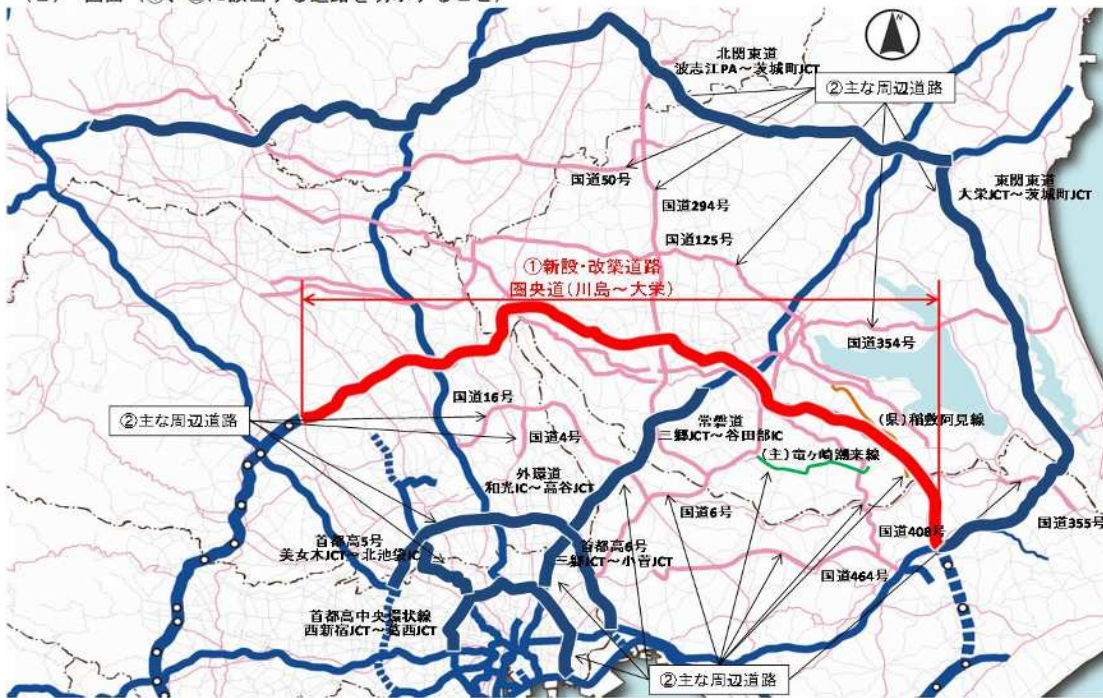 N
北関東道
波志江PA～茨城町JCT
②主な周辺道路
国道50号
東関東道
大栄JCT～茨城町JCT
国道294号
国道125号
①新設・改築道路
圏央道(川島～大栄)
国道354号
国道16号
②主な周辺道路
(県)稲敷阿見線
常磐道
三郷JCT～谷田部IC
国道4号
(主)竜ヶ崎潮来線
外環道
和光IC～高谷JCT
国道6号
国道355号
国道408号
首都高5号
美女木JCT～北池袋IC
首都高6号
三郷JCT～小菅JCT
国道464号
首都高中央環状線
西新宿JCT～葛西JCT
②主な周辺道路